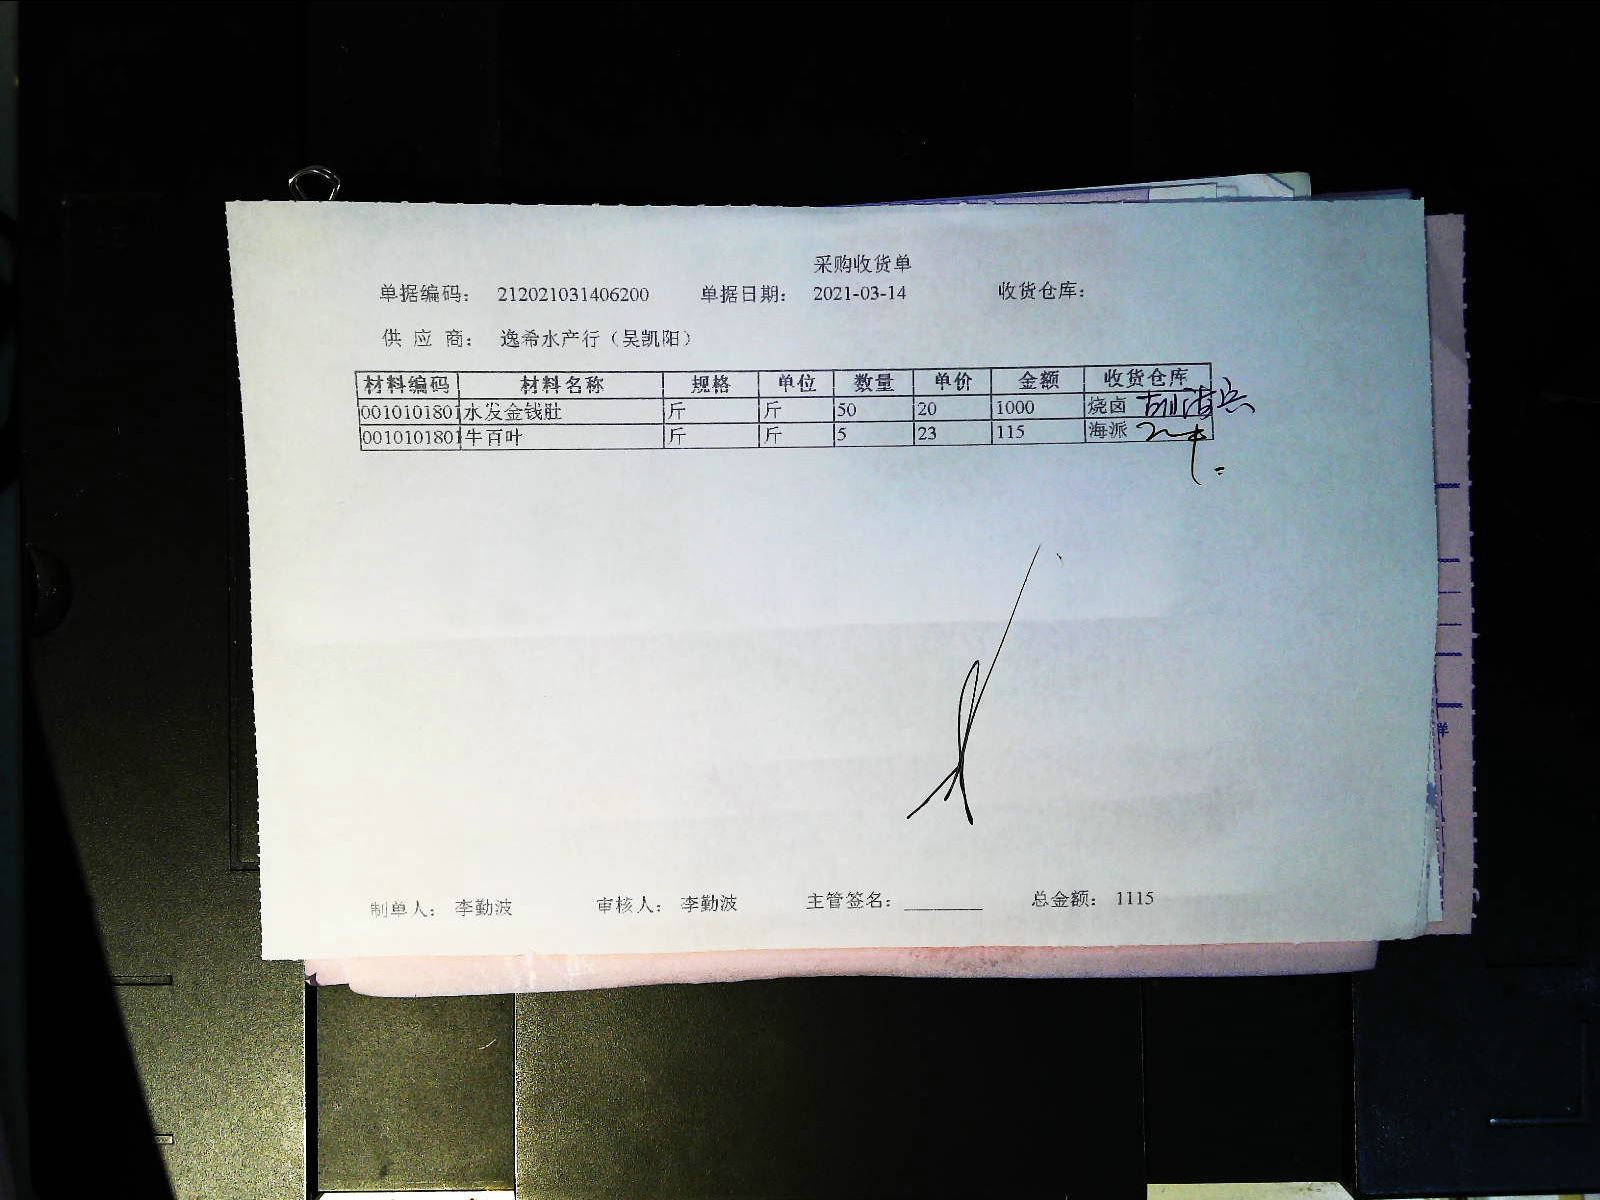 采购收货单
单据编码: 212021031406200 单据日期: 2021-03-14 收货仓库:
供 应 商: 逸希水产行（吴凯阳）
材料编码 材料名称 规格 单位 数量 单价 金额 收货仓库
0010101801 水发金钱肚 斤 斤 50 20 1000 烧卤
0010101801 牛百叶 斤 斤 5 23 115 海派
单
制单人: 李勤波 审核人: 李勤波 主管签名: ________ 总金额: 1115